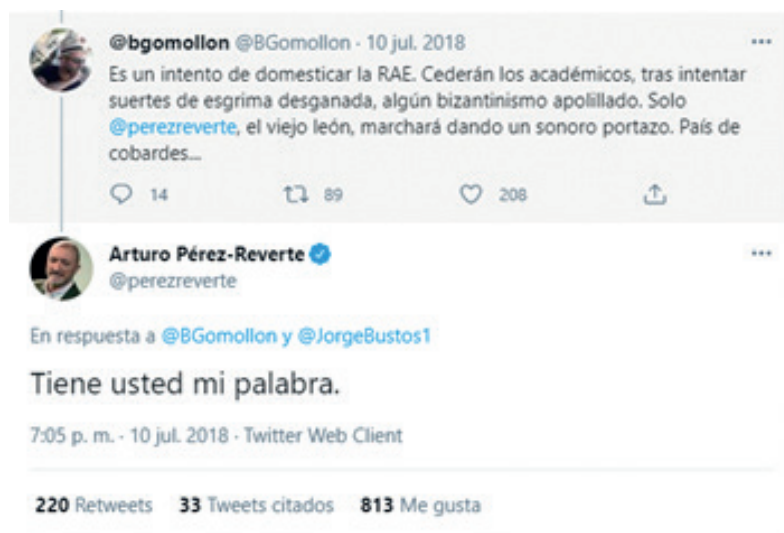 @bgomollon @BGomollon · 10 jul. 2018
Es un intento de domesticar la RAE. Cederán los académicos, tras intentar
suertes de esgrima desganada, algún bizantinismo apolillado. Solo
@perezreverte, el viejo león, marchará dando un sonoro portazo. País de
cobardes...
14 89 208
Arturo Pérez-Reverte
@perezreverte
En respuesta a @BGomollon y @JorgeBustos1
Tiene usted mi palabra.
7:05 p. m. · 10 jul. 2018 · Twitter Web Client
220 Retweets 33 Tweets citados 813 Me gusta